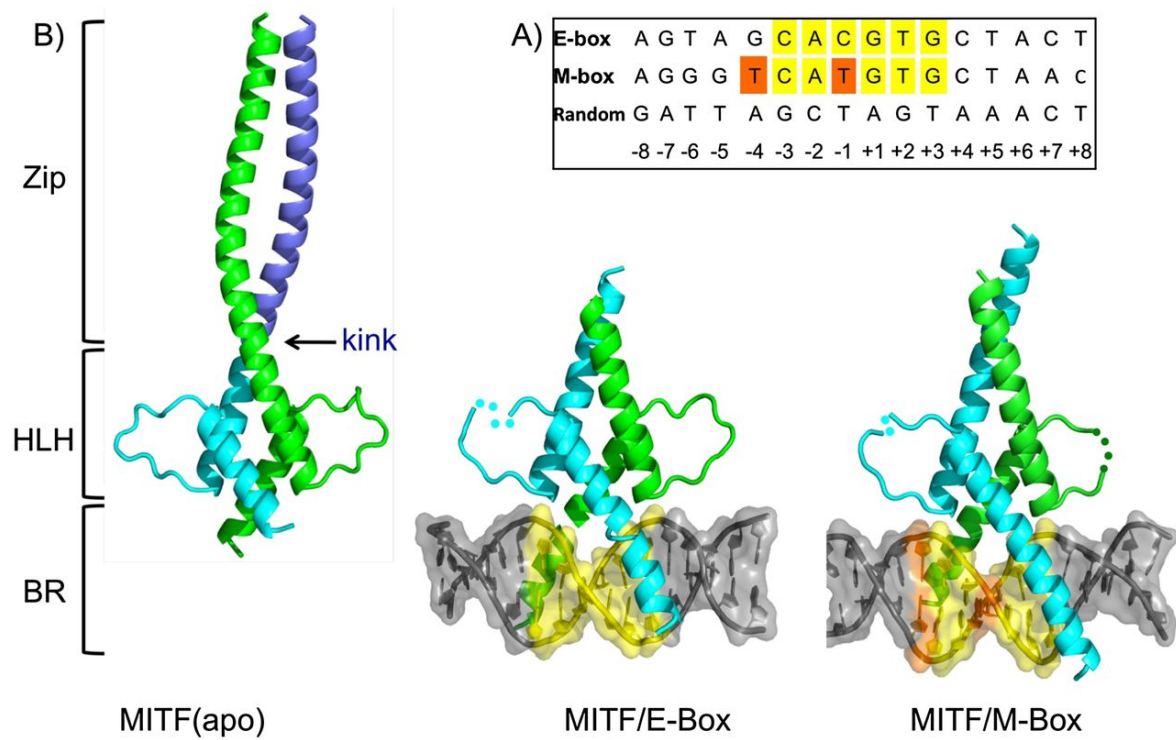 B)
A)
E-box A G T A G C A C G T G C T A C T
M-box A G G G T C A T G T G C T A A C
Random G A T T A G C T A G T A A A C T
-8 -7 -6 -5 -4 -3 -2 -1 +1 +2 +3 +4 +5 +6 +7 +8
Zip
kink
HLH
BR
MITF(apo)
MITF/E-Box
MITF/M-Box